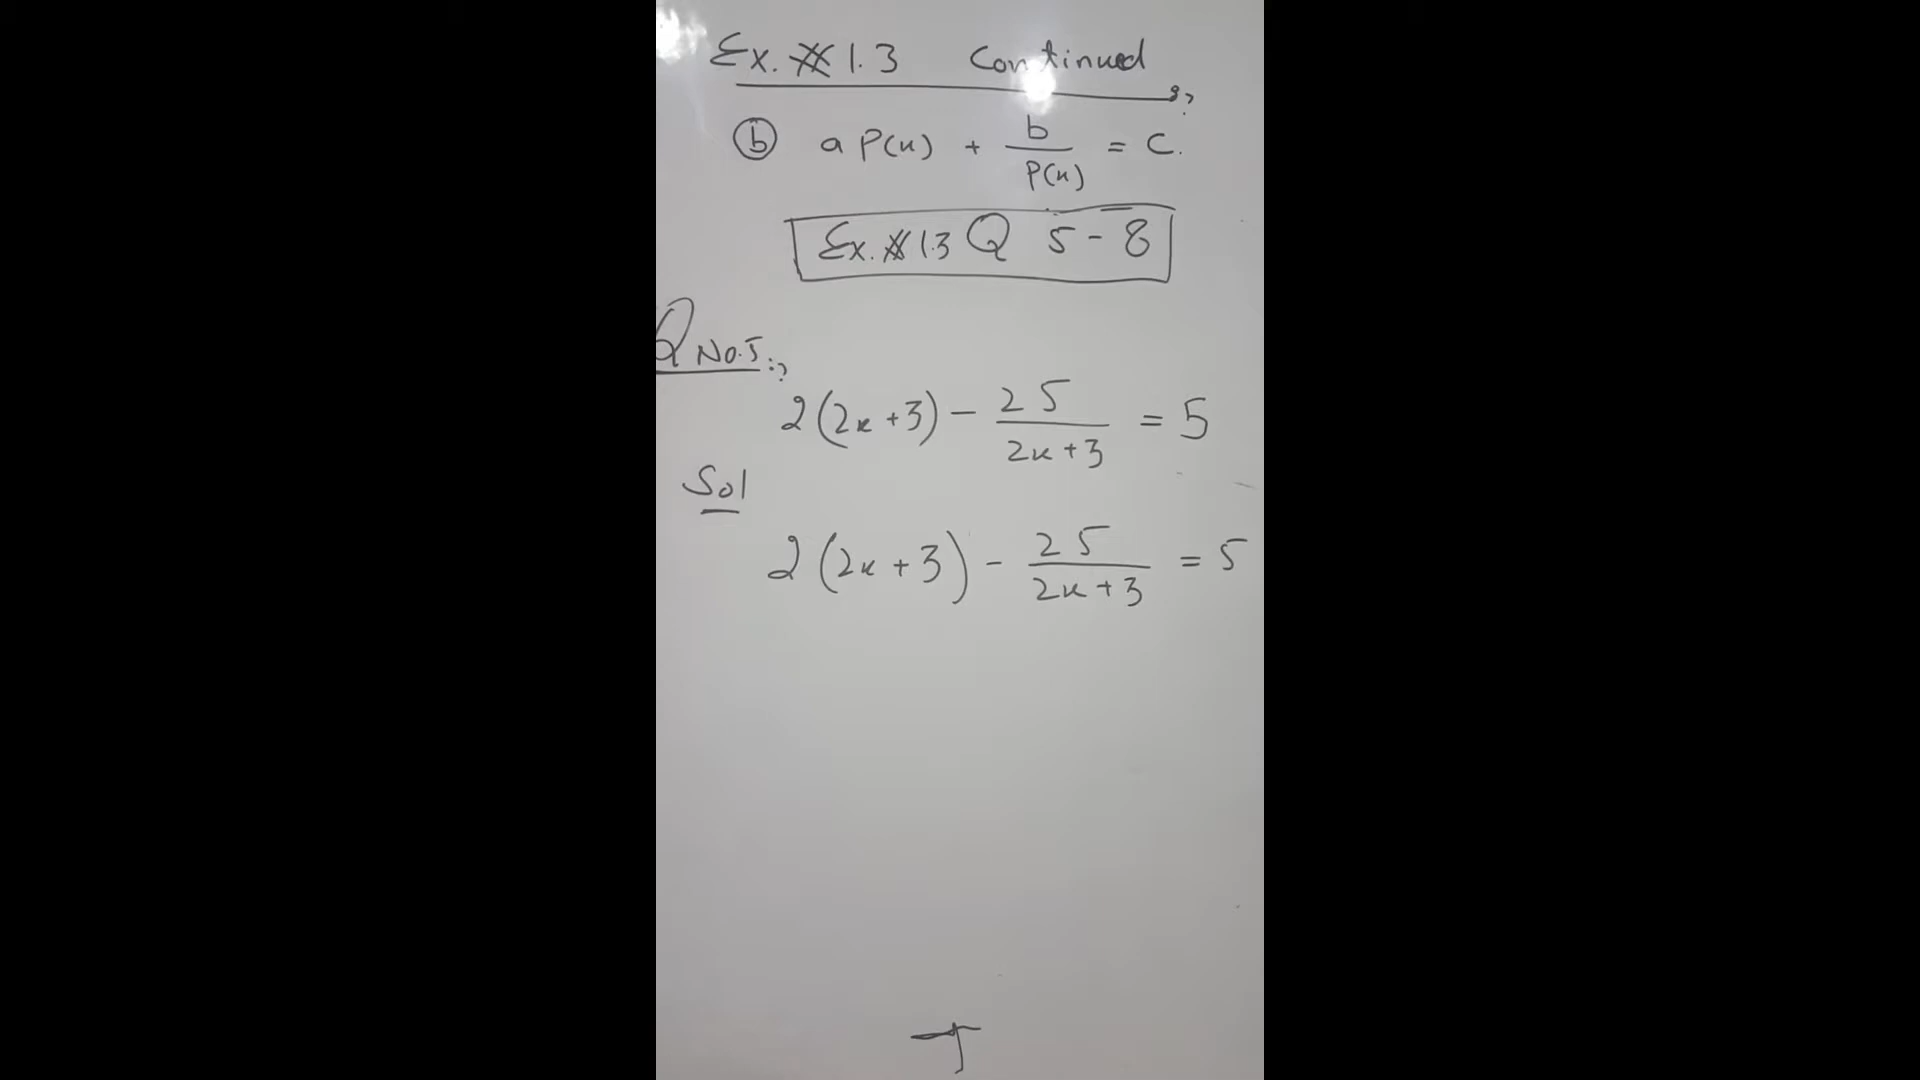 Ex. # 1.3 Continued
(b) a P(x) + b/P(x) = C.
Ex. # 1.3 Q 5 - 8
Q No.5:
2(2x+3) - 25/(2x+3) = 5
Sol
2(2x+3) - 25/(2x+3) = 5